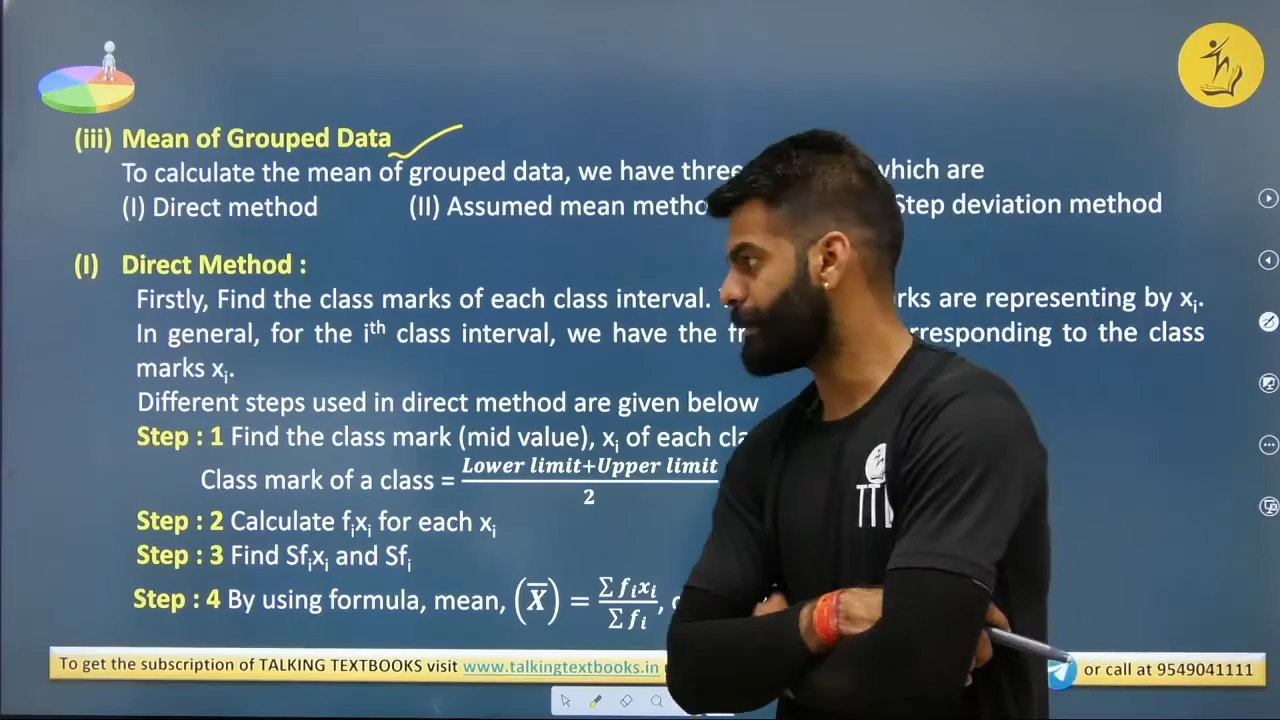 (iii) Mean of Grouped Data
To calculate the mean of grouped data, we have three which are
(I) Direct method (II) Assumed mean Step deviation method
(I) Direct Method :
Firstly, Find the class marks of each class interval. are representing by xᵢ.
In general, for the iᵗʰ class interval, we have the to the class
marks xᵢ.
Different steps used in direct method are given below
Step : 1 Find the class mark (mid value), xᵢ of each
Class mark of a class = Lower limit+Upper limit / 2
Step : 2 Calculate fᵢxᵢ for each xᵢ
Step : 3 Find Sfᵢxᵢ and Sfᵢ
Step : 4 By using formula, mean, (X̅) = ∑ fᵢxᵢ / ∑ fᵢ,
To get the subscription of TALKING TEXTBOOKS visit www.talkingtextbooks.in or call at 9549041111